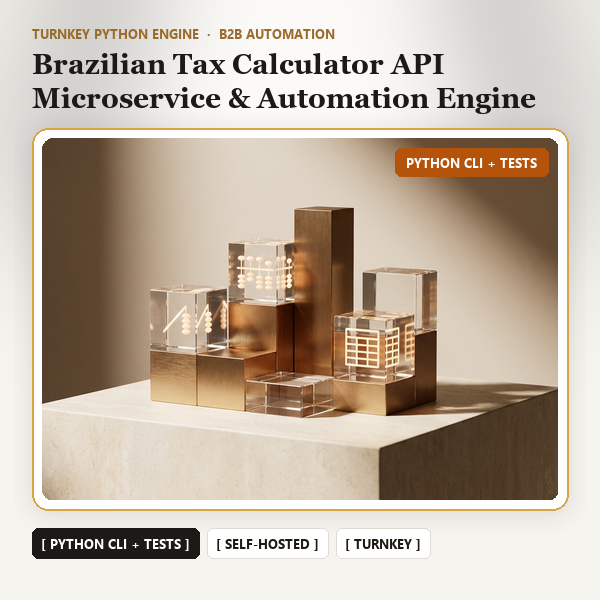 TURNKEY PYTHON ENGINE · B2B AUTOMATION
Brazilian Tax Calculator API
Microservice & Automation Engine
PYTHON CLI + TESTS
[ PYTHON CLI + TESTS ]
[ SELF-HOSTED ]
[ TURNKEY ]